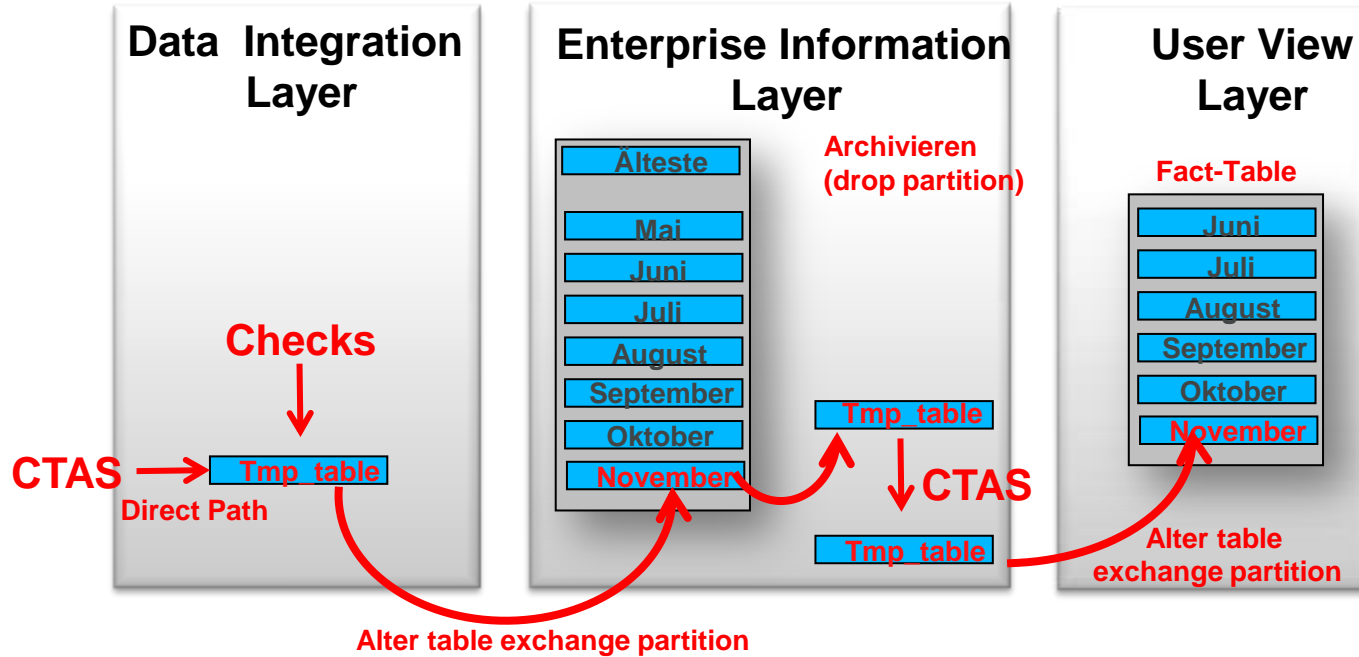 Data Integration
Layer
Checks
CTAS
Direct Path
Tmp_table
Alter table exchange partition
Enterprise Information
Layer
Älteste
Mai
Juni
Juli
August
September
Oktober
November
Archivieren
(drop partition)
Tmp_table
CTAS
Tmp_table
User View
Layer
Fact-Table
Juni
Juli
August
September
Oktober
November
Alter table
exchange partition